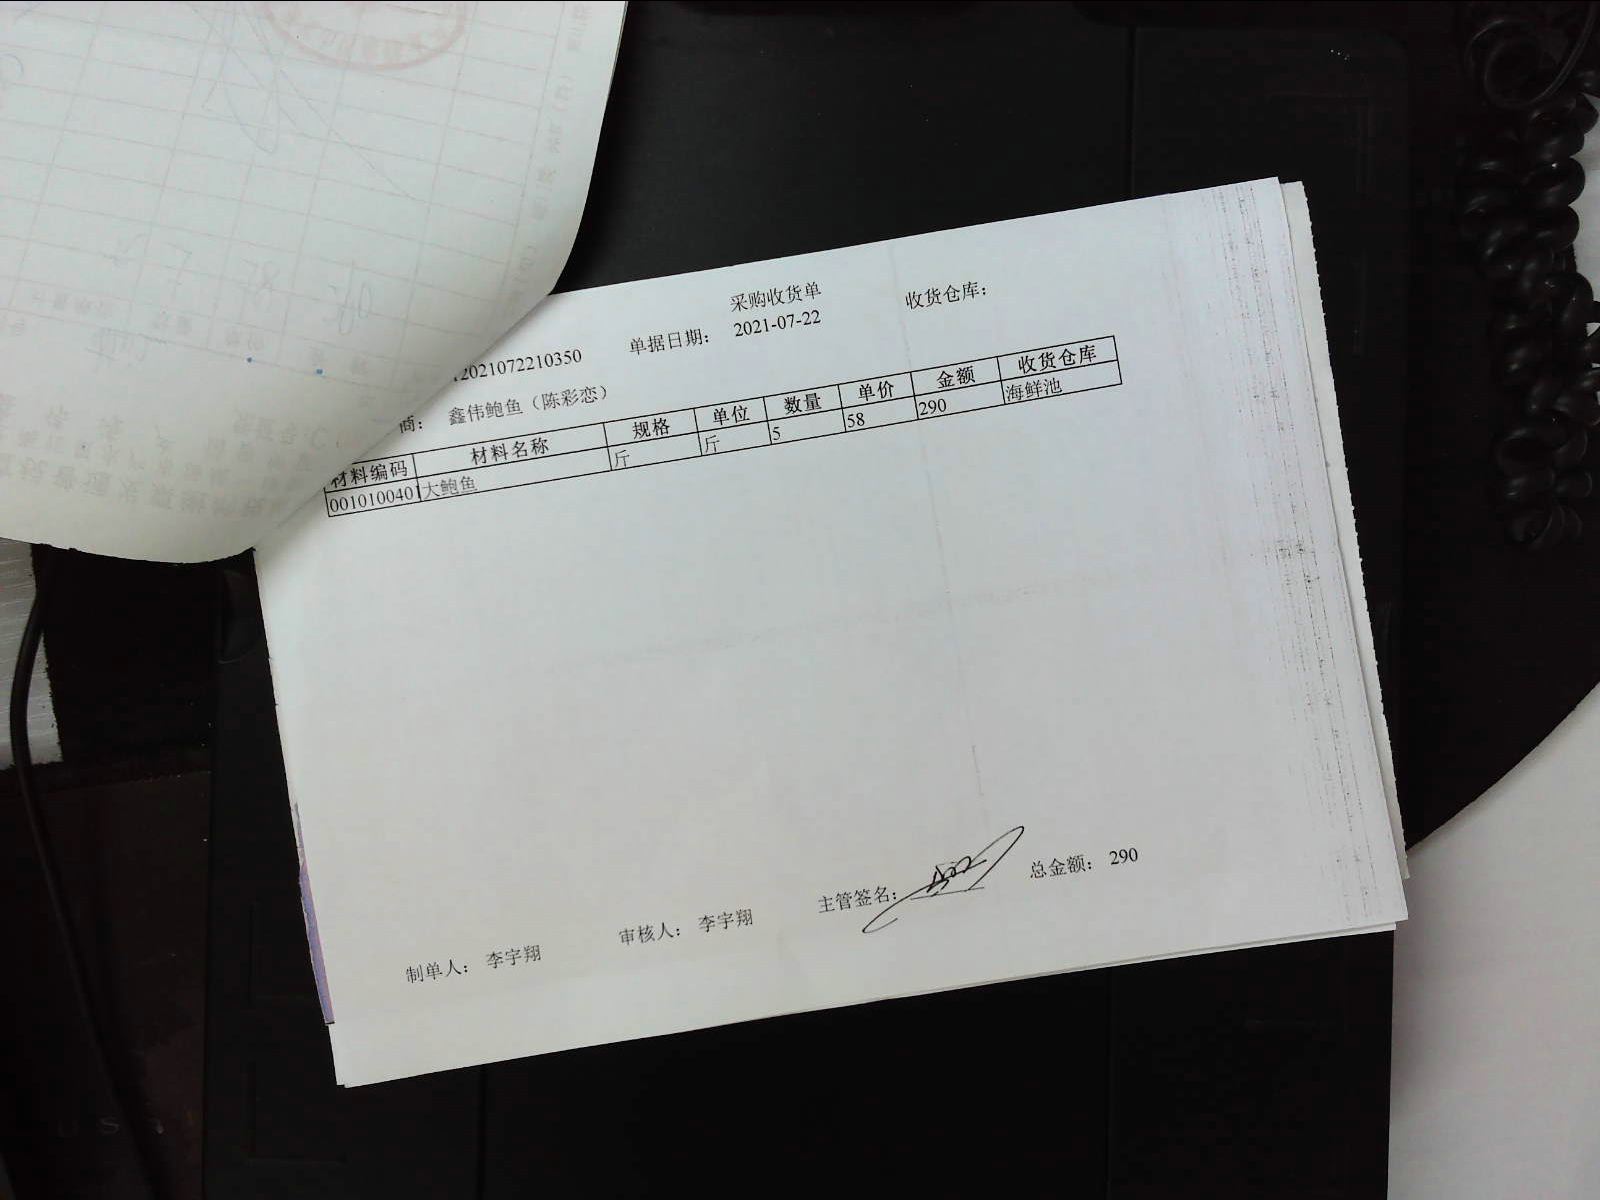 采购收货单
单据日期： 2021-07-22 收货仓库：
2021072210350
商： 鑫伟鲍鱼（陈彩恋）
材料编码 材料名称 规格 单位 数量 单价 金额 收货仓库
001010040 大鲍鱼 斤 斤 5 58 290 海鲜池
制单人： 李宇翔 审核人： 李宇翔 主管签名： 总金额： 290